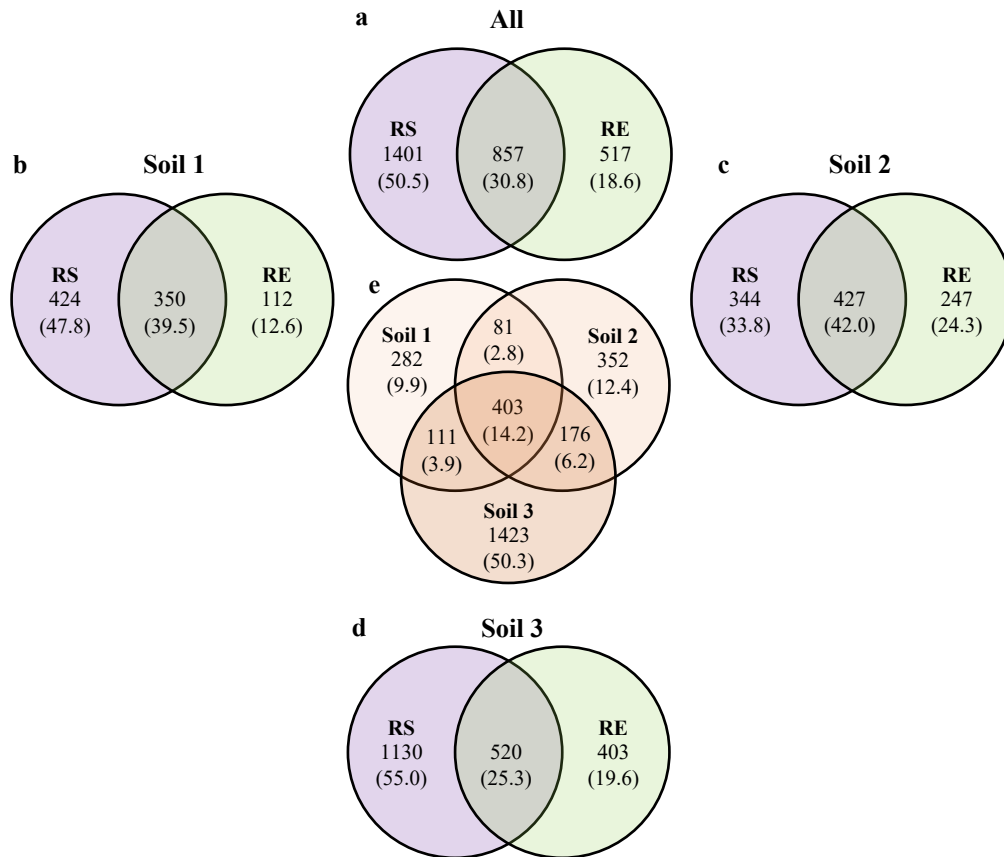 a
All
RS
1401
(50.5)
857
(30.8)
RE
517
(18.6)
b
Soil 1
RS
424
(47.8)
350
(39.5)
RE
112
(12.6)
c
Soil 2
RS
344
(33.8)
427
(42.0)
RE
247
(24.3)
e
Soil 1
282
(9.9)
81
(2.8)
Soil 2
352
(12.4)
403
(14.2)
111
(3.9)
176
(6.2)
Soil 3
1423
(50.3)
d
Soil 3
RS
1130
(55.0)
520
(25.3)
RE
403
(19.6)